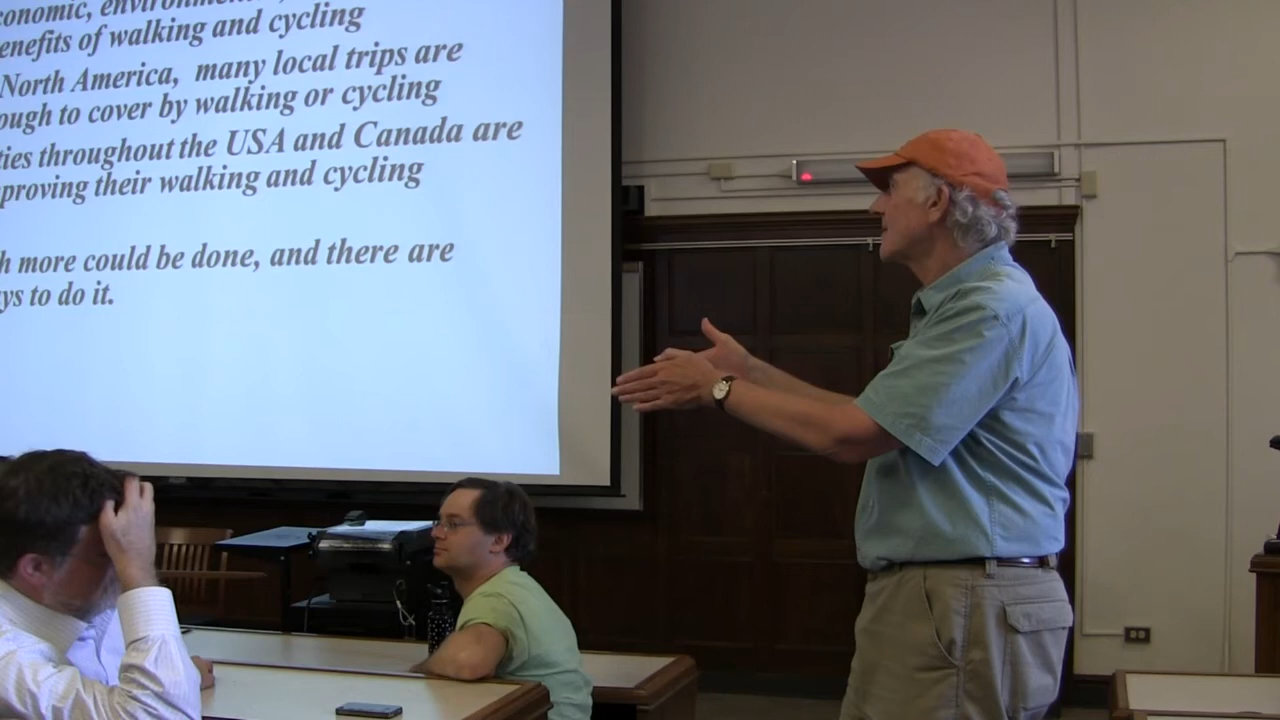 conomic, environmen
enefits of walking and cycling
North America, many local trips are
ough to cover by walking or cycling
ties throughout the USA and Canada are
proving their walking and cycling
h more could be done, and there are
ys to do it.